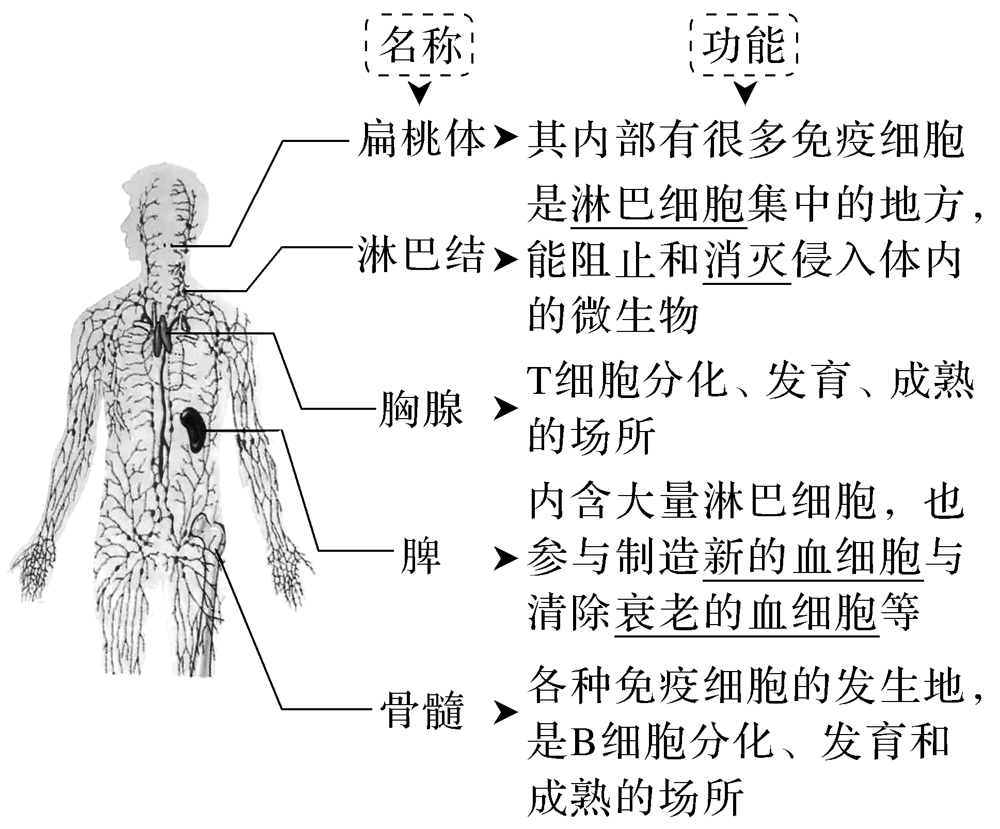 名称
功能
扁桃体
其内部有很多免疫细胞
淋巴结
是淋巴细胞集中的地方，
能阻止和消灭侵入体内
的微生物
胸腺
T细胞分化、发育、成熟
的场所
脾
内含大量淋巴细胞，也
参与制造新的血细胞与
清除衰老的血细胞等
骨髓
各种免疫细胞的发生地，
是B细胞分化、发育和
成熟的场所